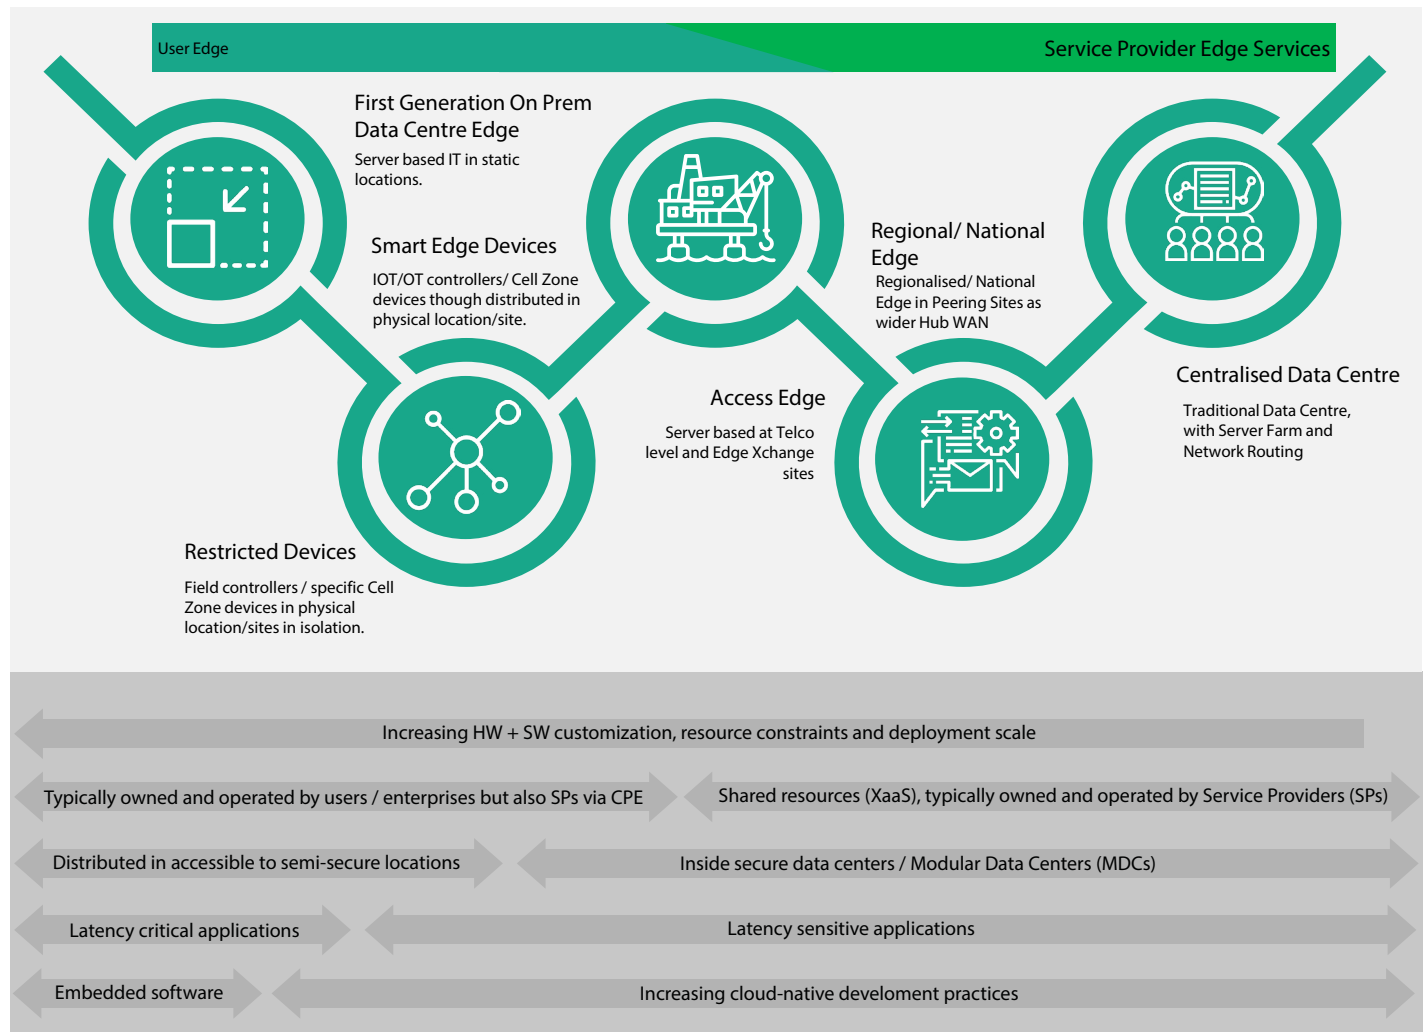 User Edge
Service Provider Edge Services
First Generation On Prem
Data Centre Edge
Server based IT in static
locations.
Smart Edge Devices
IOT/OT controllers/ Cell Zone
devices though distributed in
physical location/site.
Regional/ National
Edge
Regionalised/ National
Edge in Peering Sites as
wider Hub WAN
Access Edge
Server based at Telco
level and Edge Xchange
sites
Centralised Data Centre
Traditional Data Centre,
with Server Farm and
Network Routing
Restricted Devices
Field controllers / specific Cell
Zone devices in physical
location/sites in isolation.
Increasing HW + SW customization, resource constraints and deployment scale
Typically owned and operated by users / enterprises but also SPs via CPE
Shared resources (XaaS), typically owned and operated by Service Providers (SPs)
Distributed in accessible to semi-secure locations
Inside secure data centers / Modular Data Centers (MDCs)
Latency critical applications
Latency sensitive applications
Embedded software
Increasing cloud-native develoment practices